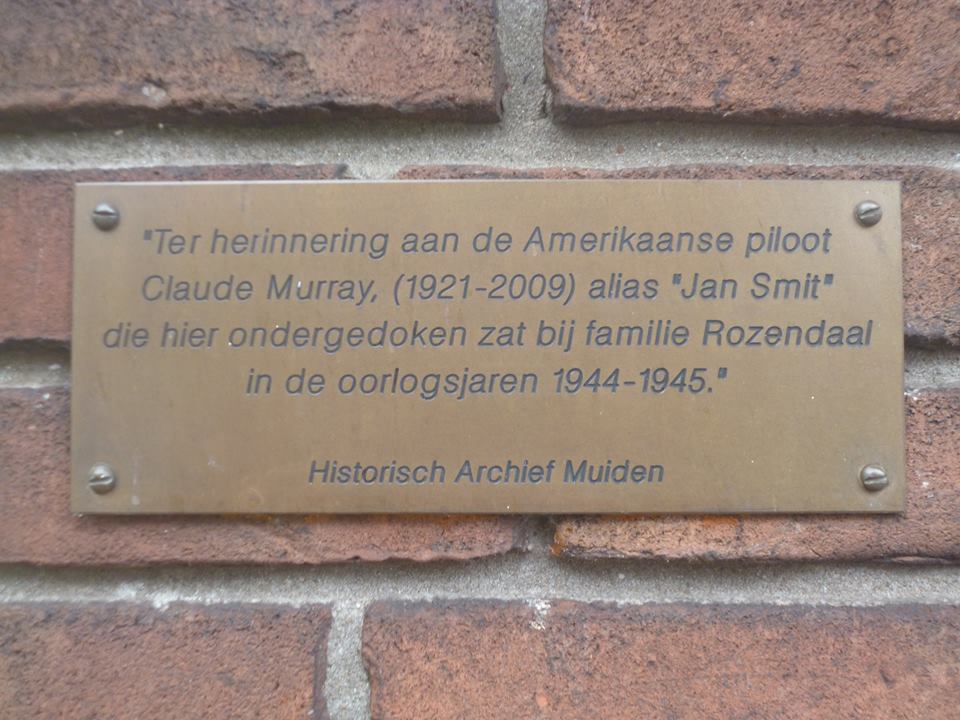 "Ter herinnering aan de Amerikaanse piloot
Claude Murray, (1921-2009) alias "Jan Smit"
die hier ondergedoken zat bij familie Rozendaal
in de oorlogsjaren 1944-1945."
Historisch Archief Muiden